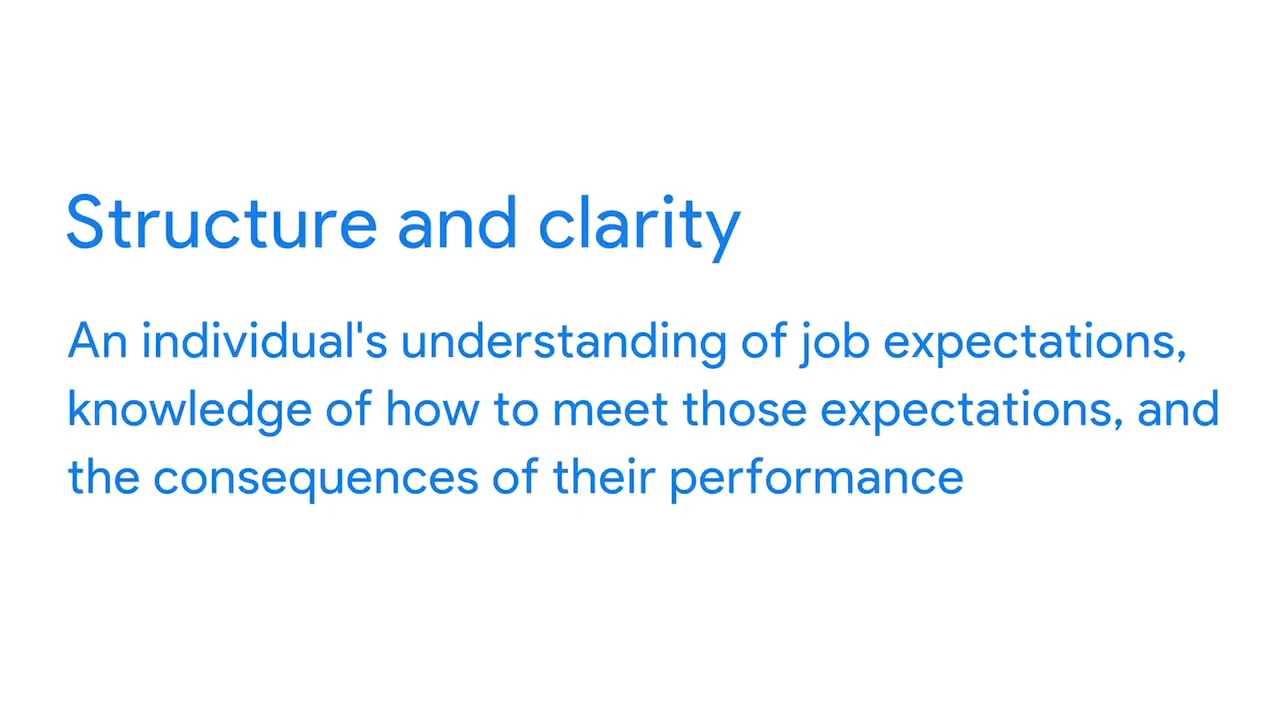 Structure and clarity
An individual's understanding of job expectations,
knowledge of how to meet those expectations, and
the consequences of their performance